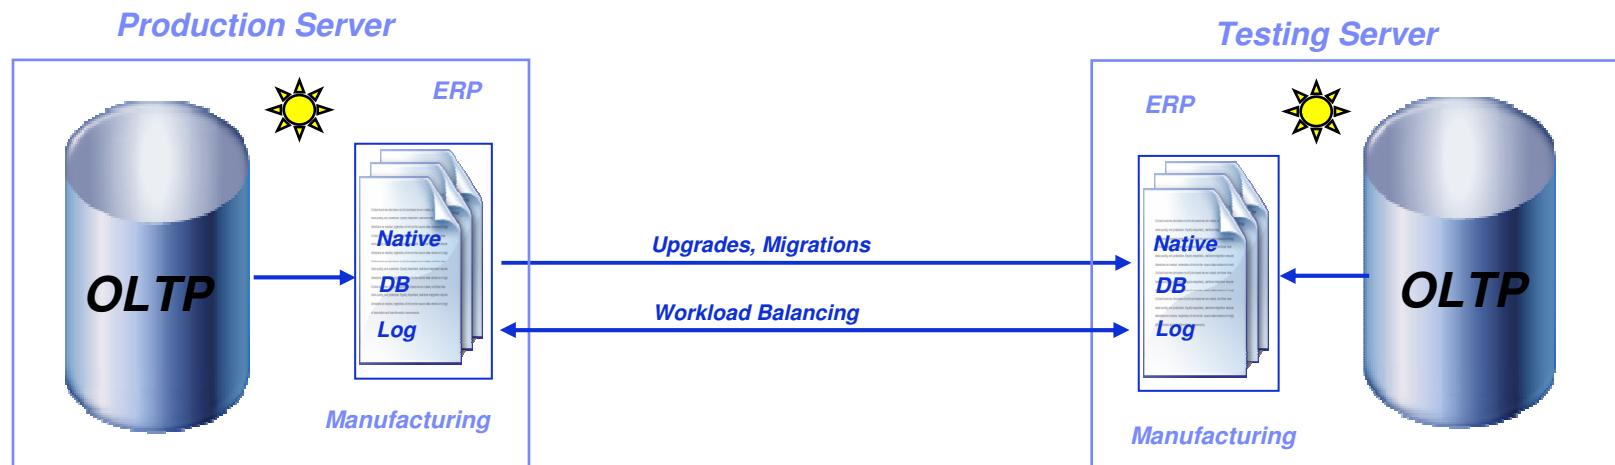 Production Server
Testing Server
ERP
OLTP
Native
DB
Log
Manufacturing
Upgrades, Migrations
Workload Balancing
ERP
Native
DB
Log
OLTP
Manufacturing